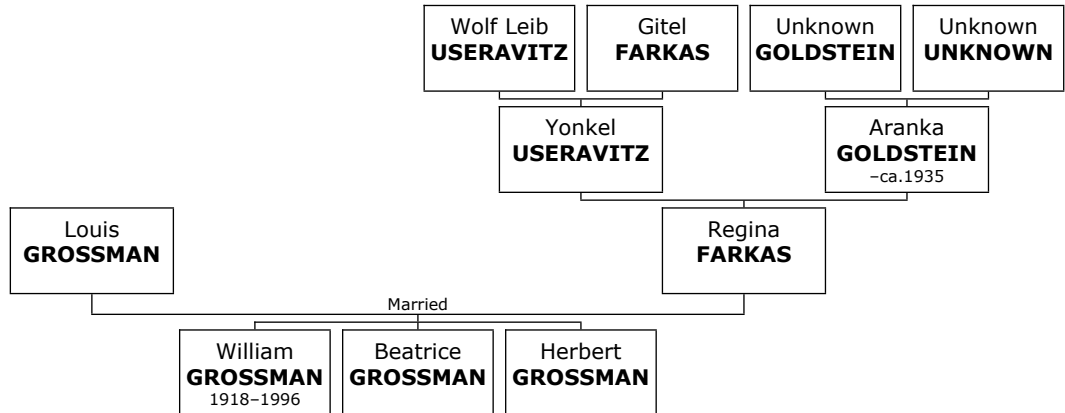 Wolf Leib
USERAVITZ
Gitel
FARKAS
Unknown
GOLDSTEIN
Unknown
UNKNOWN
Yonkel
USERAVITZ
Aranka
GOLDSTEIN
–ca.1935
Louis
GROSSMAN
Regina
FARKAS
Married
William
GROSSMAN
1918–1996
Beatrice
GROSSMAN
Herbert
GROSSMAN